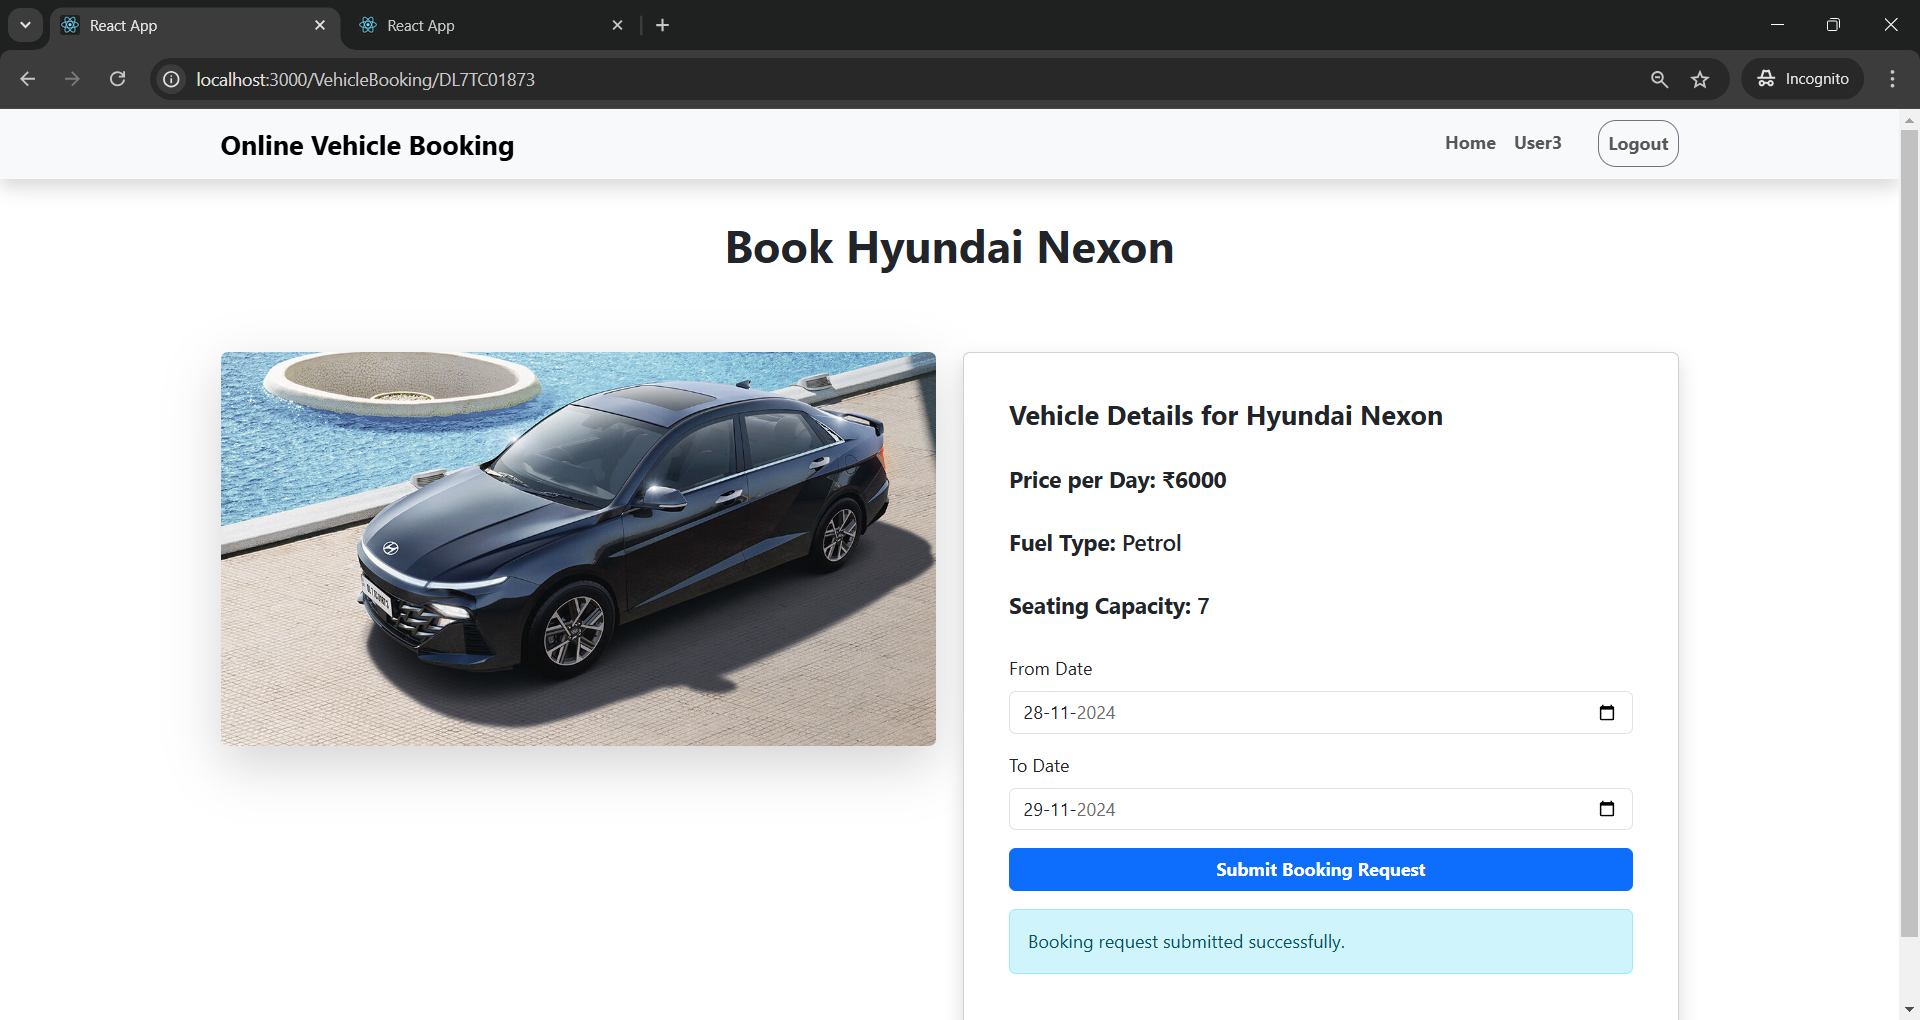 React App
React App
localhost:3000/VehicleBooking/DL7TC01873
Incognito
Online Vehicle Booking
Home
User3
Logout
Book Hyundai Nexon
Vehicle Details for Hyundai Nexon
Price per Day: ₹6000
Fuel Type: Petrol
Seating Capacity: 7
From Date
28-11-2024
To Date
29-11-2024
Submit Booking Request
Booking request submitted successfully.